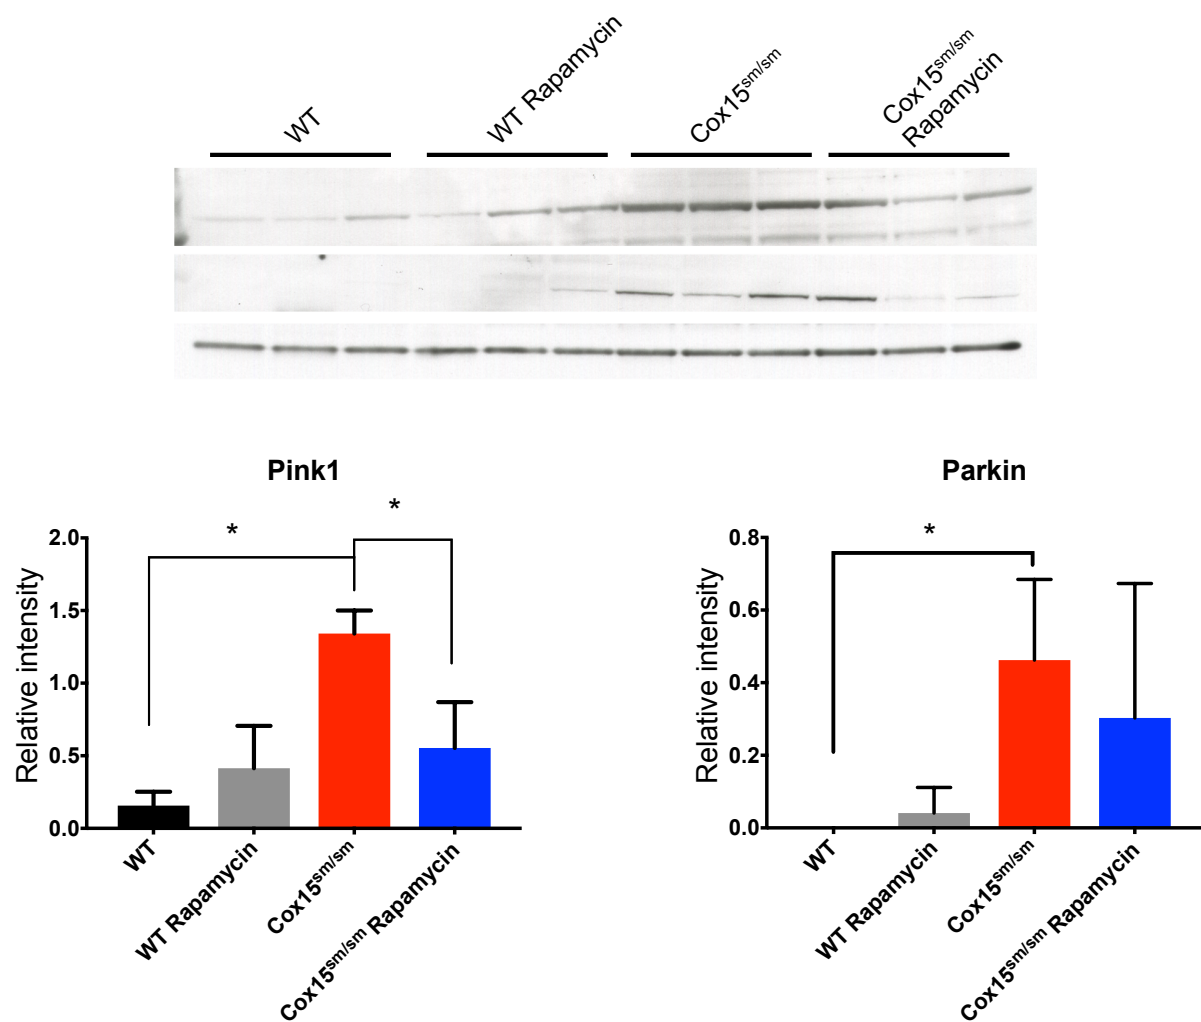 WT
WT Rapamycin
Cox15sm/sm
Cox15sm/sm
Rapamycin
Pink1
*
*
Relative intensity
2.0
1.5
1.0
0.5
0.0
WT
WT Rapamycin
Cox15sm/sm
Cox15sm/sm Rapamycin
Parkin
*
Relative intensity
0.8
0.6
0.4
0.2
0.0
WT
WT Rapamycin
Cox15sm/sm
Cox15sm/sm Rapamycin